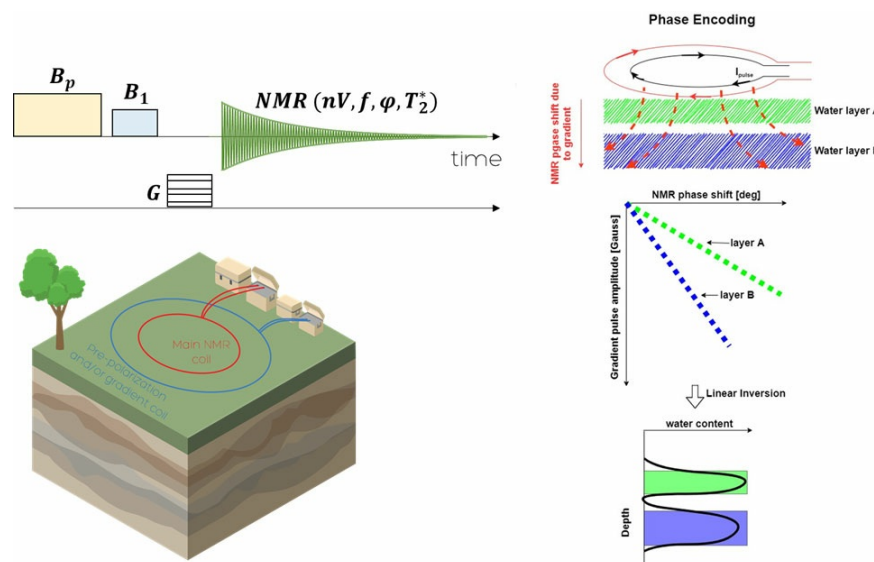 B_p
B_1
NMR (nV, f, φ, T_2^*)
time
G
Main NMR
coil
Pre-polarization
and/or gradient coil
Phase Encoding
I_pulse
Water layer A
Water layer
NMR pgase shift due
to gradient
NMR phase shift [deg]
Gradient pulse amplitude [Gauss]
layer A
layer B
Linear Inversion
water content
Depth